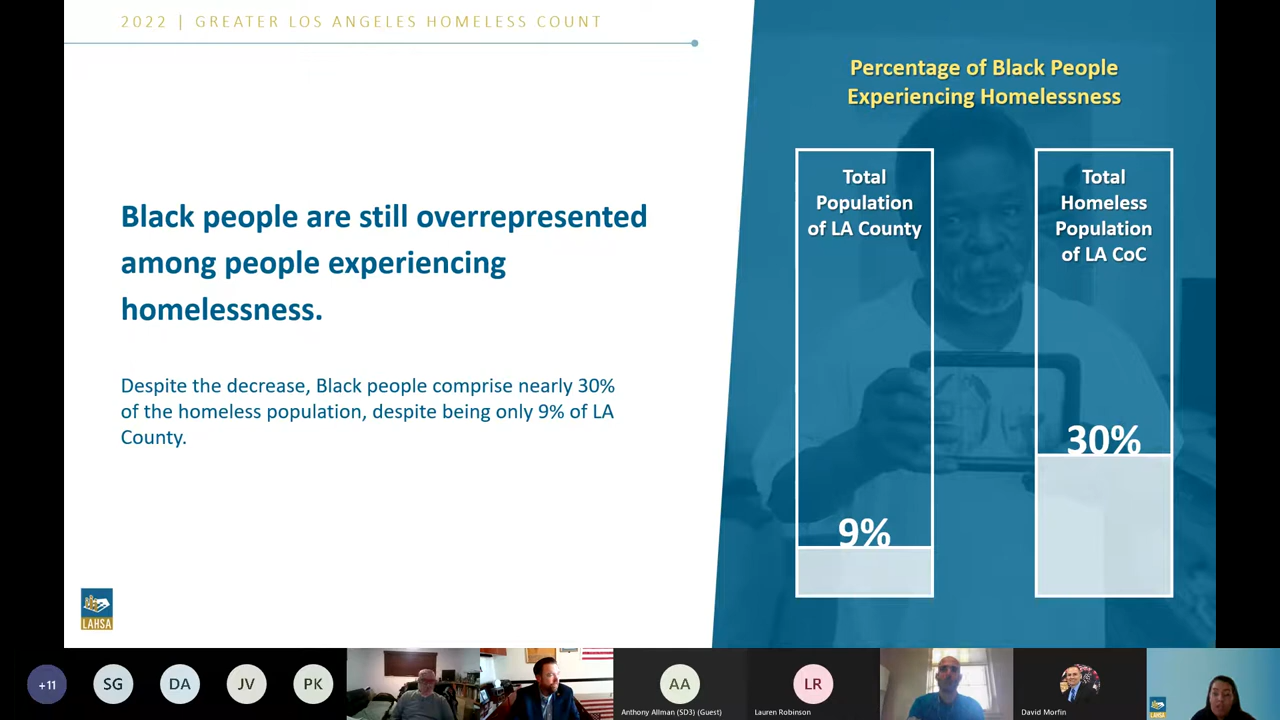 2022 | GREATER LOS ANGELES HOMELESS COUNT
Black people are still overrepresented
among people experiencing
homelessness.
Despite the decrease, Black people comprise nearly 30%
of the homeless population, despite being only 9% of LA
County.
LAHSA
Percentage of Black People
Experiencing Homelessness
Total
Population
of LA County
9%
Total
Homeless
Population
of LA CoC
30%
+11
SG
DA
JV
PK
AA
Anthony Allman (SD3) (Guest)
LR
Lauren Robinson
David Morfin
LAHSA